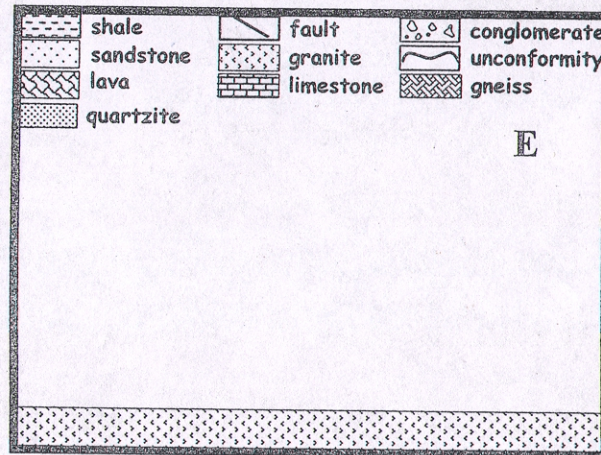 shale fault conglomerate
sandstone granite unconformity
lava limestone gneiss
quartzite
E